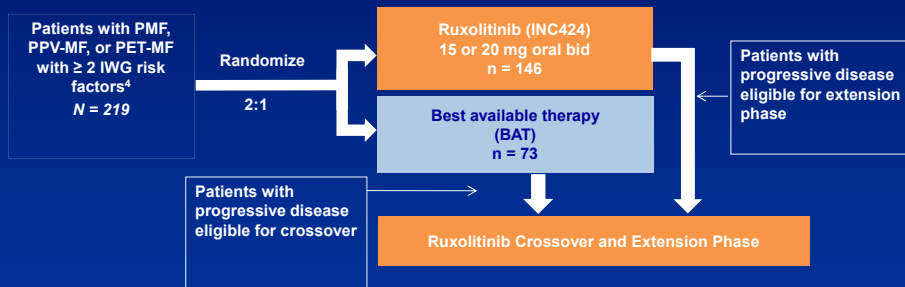 Patients with PMF,
PPV-MF, or PET-MF
with ≥ 2 IWG risk
factors⁴
N = 219
Randomize
2:1
Ruxolitinib (INC424)
15 or 20 mg oral bid
n = 146
Best available therapy
(BAT)
n = 73
Patients with
progressive disease
eligible for extension
phase
Patients with
progressive disease
eligible for crossover
Ruxolitinib Crossover and Extension Phase